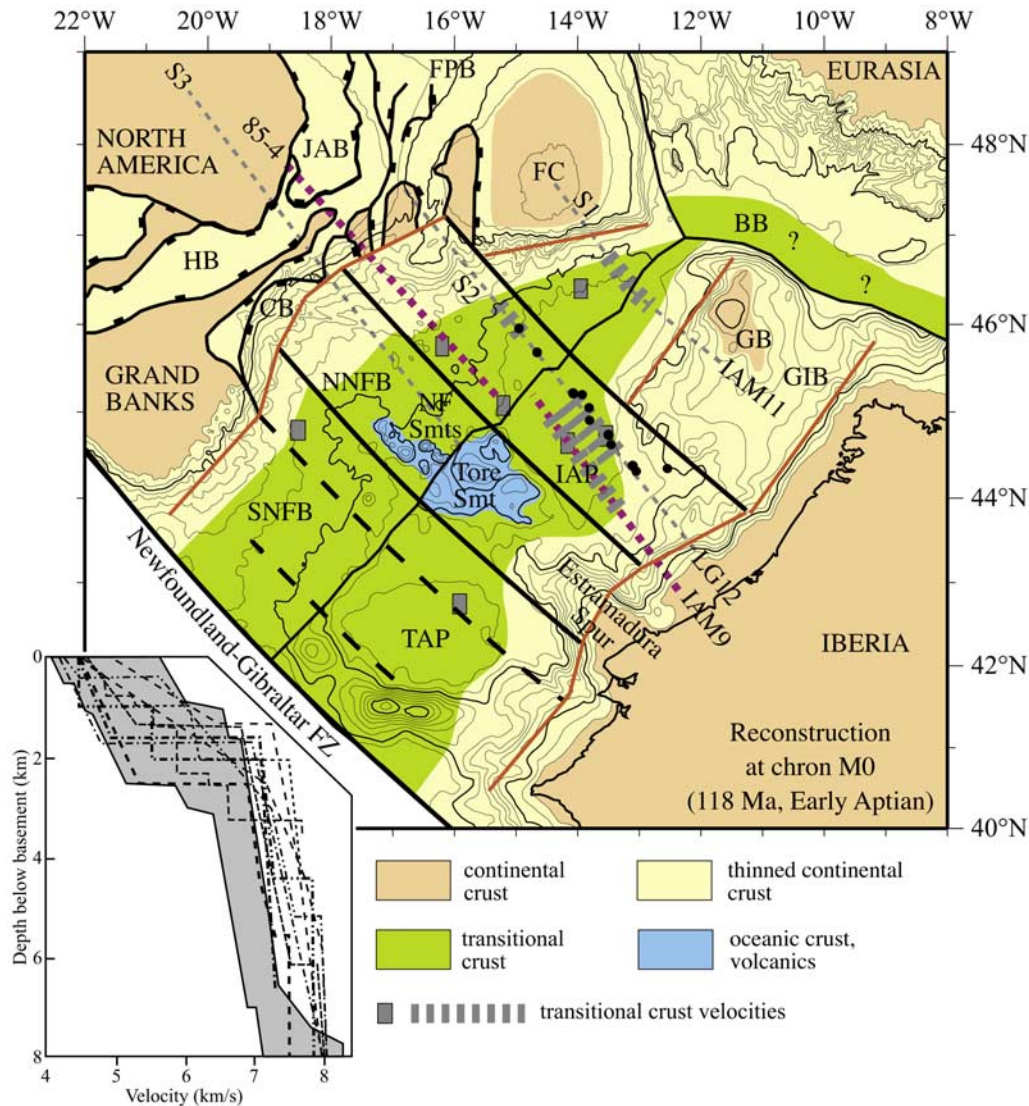 22°W 20°W 18°W 16°W 14°W 12°W 10°W 8°W
FPB
EURASIA
S3
85-4
NORTH
AMERICA
JAB
FC
48°N
S1
BB
?
HB
?
S2
CB
46°N
GB
GRAND
BANKS
NNFB
NF
Smts
GIB
IAM11
Tore
Smt
IAP
44°N
SNFB
Newfoundland-Gibraltar FZ
Estramadura
Spur
LG12
IAM9
TAP
IBERIA
42°N
Reconstruction
at chron M0
(118 Ma, Early Aptian)
40°N
0
2
4
6
8
Depth below basement (km)
4 5 6 7 8
Velocity (km/s)
continental
crust
thinned continental
crust
transitional
crust
oceanic crust,
volcanics
transitional crust velocities